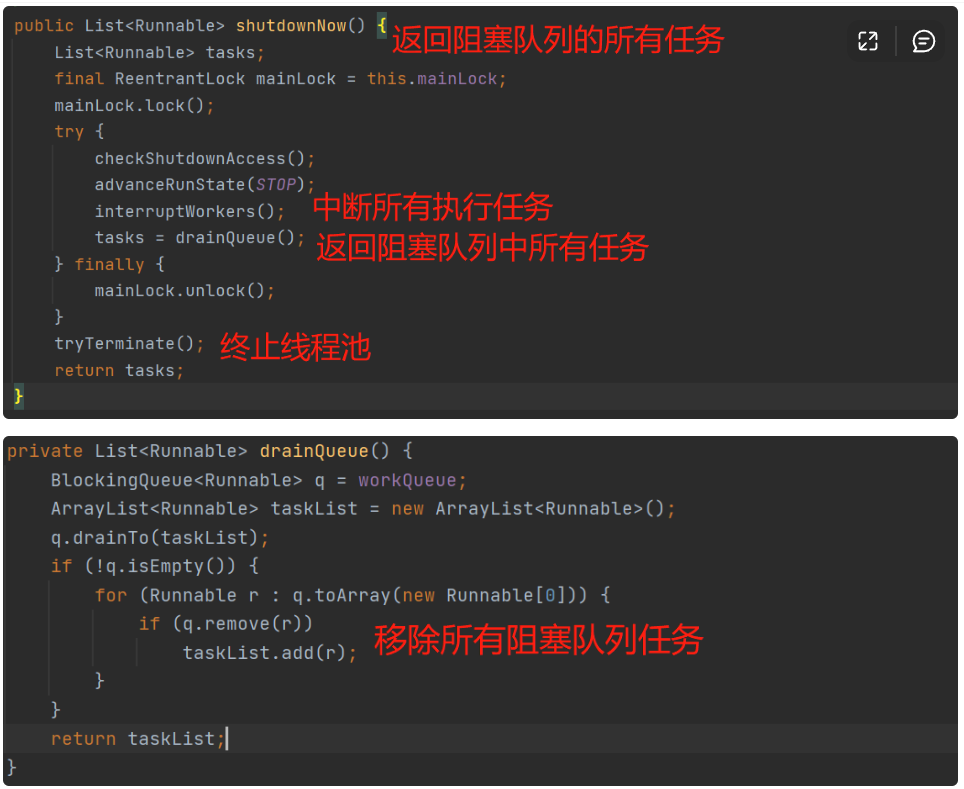 public List<Runnable> shutdownNow() { 返回阻塞队列的所有任务
List<Runnable> tasks;
final ReentrantLock mainLock = this.mainLock;
mainLock.lock();
try {
checkShutdownAccess();
advanceRunState(STOP);
interruptWorkers(); 中断所有执行任务
tasks = drainQueue(); 返回阻塞队列中所有任务
} finally {
mainLock.unlock();
}
tryTerminate(); 终止线程池
return tasks;
}
private List<Runnable> drainQueue() {
BlockingQueue<Runnable> q = workQueue;
ArrayList<Runnable> taskList = new ArrayList<Runnable>();
q.drainTo(taskList);
if (!q.isEmpty()) {
for (Runnable r : q.toArray(new Runnable[0])) {
if (q.remove(r)) 移除所有阻塞队列任务
taskList.add(r);
}
}
return taskList;
}